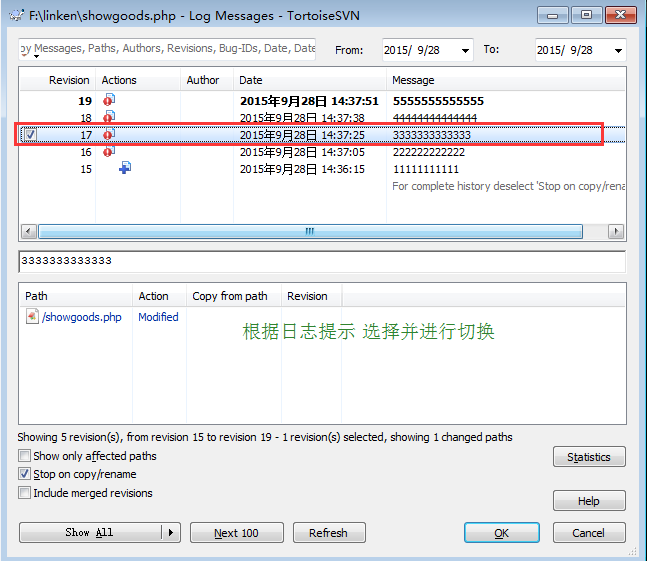 F:\linken\showgoods.php - Log Messages - TortoiseSVN
by Messages, Paths, Authors, Revisions, Bug-IDs, Date, Date From: 2015/ 9/28 To: 2015/ 9/28
Revision Actions Author Date Message
19 2015年9月28日 14:37:51 5555555555555
18 2015年9月28日 14:37:38 44444444444444
17 2015年9月28日 14:37:25 3333333333333
16 2015年9月28日 14:37:05 222222222222
15 2015年9月28日 14:36:15 11111111111
For complete history deselect 'Stop on copy/rena
3333333333333
Path Action Copy from path Revision
/showgoods.php Modified
根据日志提示 选择并进行切换
Showing 5 revision(s), from revision 15 to revision 19 - 1 revision(s) selected, showing 1 changed paths
Show only affected paths
Statistics
Stop on copy/rename
Include merged revisions
Help
Show All Next 100 Refresh OK Cancel